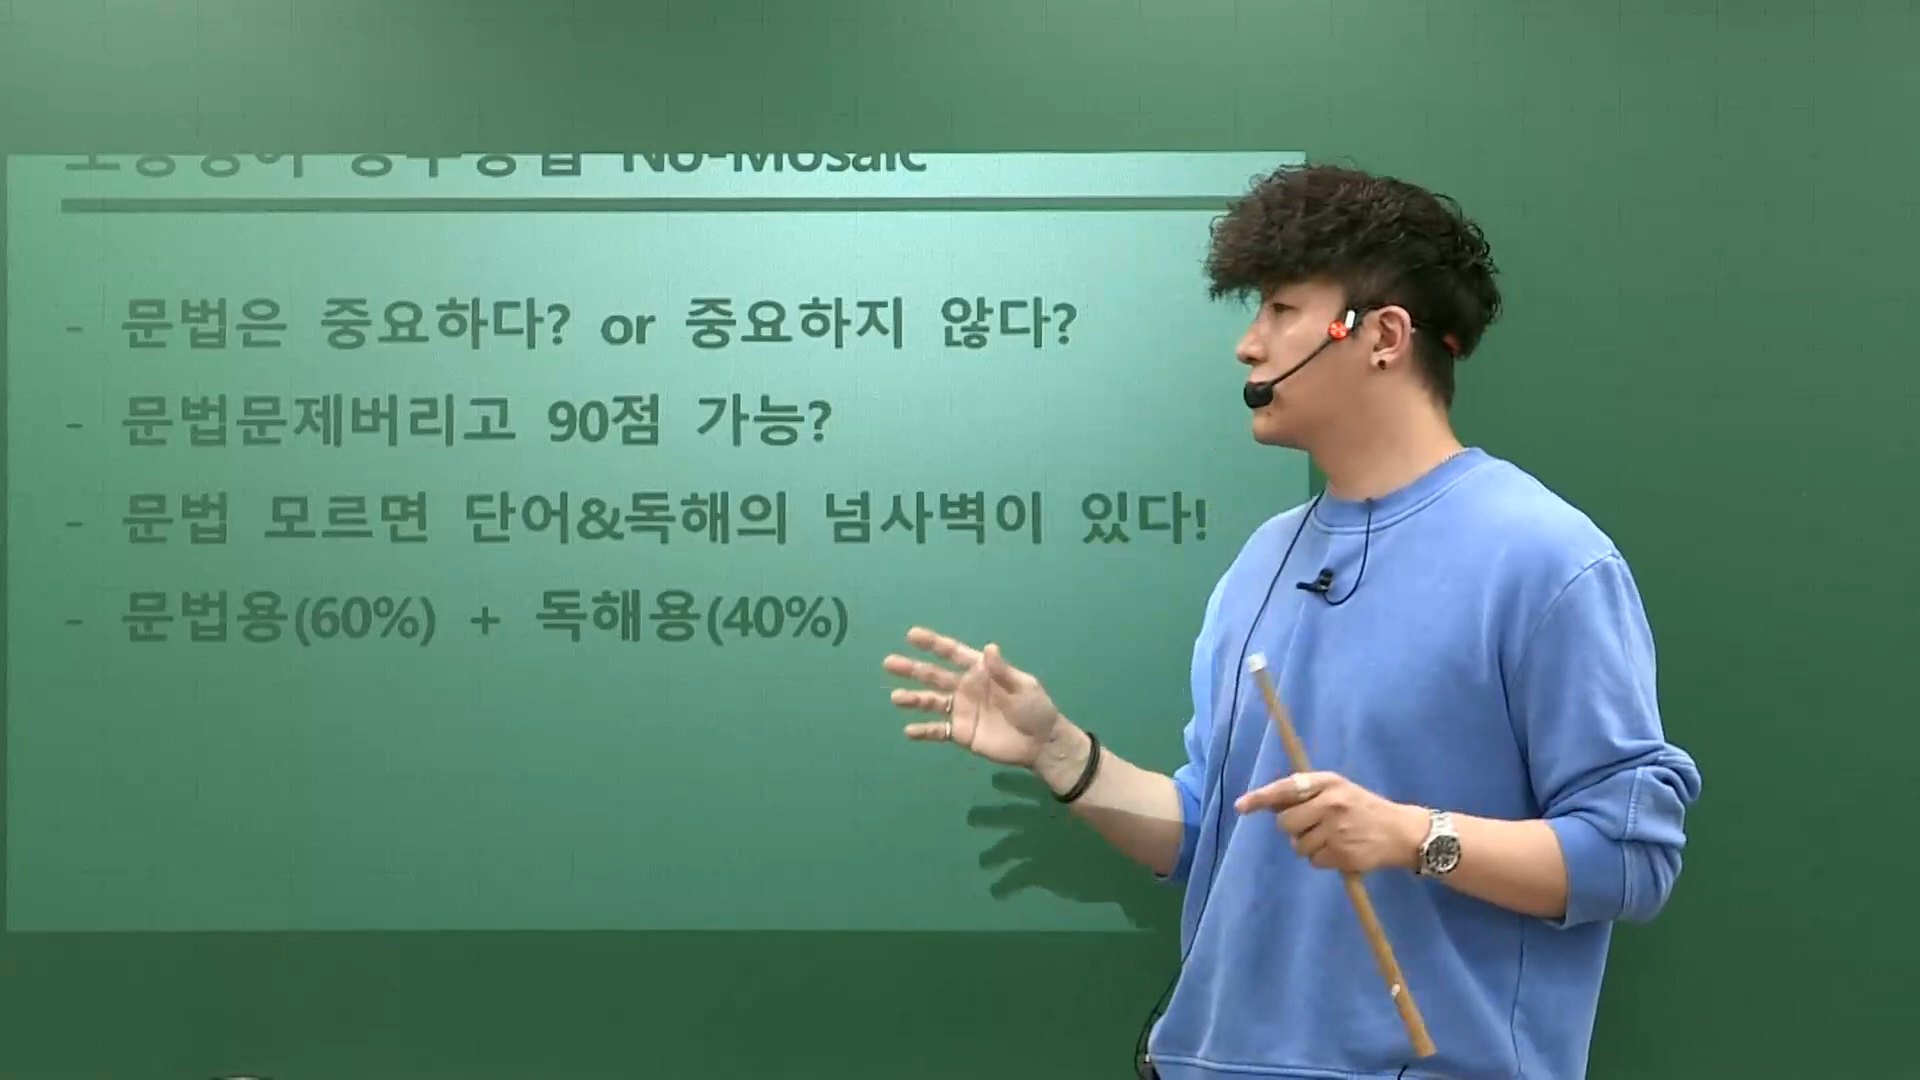 No-Mosaic
- 문법은 중요하다? or 중요하지 않다?
- 문법문제버리고 90점 가능?
- 문법 모르면 단어&독해의 넘사벽이 있다!
- 문법용(60%) + 독해용(40%)